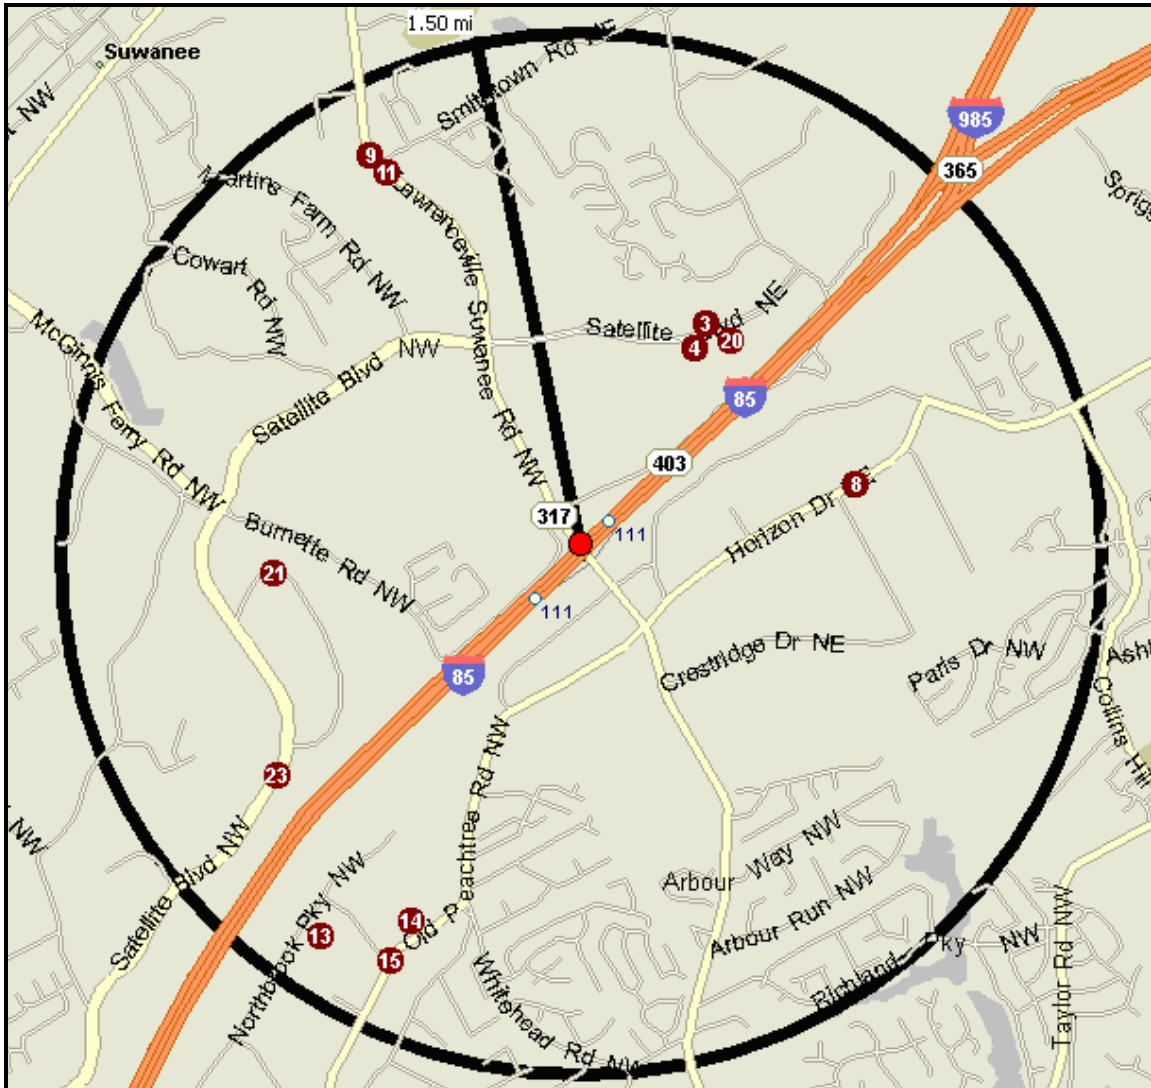 1.50 mi
Suwanee
NW
Smithtown Rd NE
985
365
9
11
Lawrenceville Suwanee Rd NW
Martins Farm Rd NW
Cowart Rd NW
McGinnis Ferry Rd NW
Satellite Blvd NE
3
4
20
Satellite Blvd NW
85
403
8
Horizon Dr
317
111
111
Burnette Rd NW
21
85
Crestridge Dr NE
Paris Dr NW
Collins Hill
23
NW
Satellite Blvd NW
Old Peachtree Rd NW
Arbour Way NW
Arbour Run NW
Richland Pky NW
Taylor Rd NW
Northbrook Pky NW
14
13
15
Whitehead Rd NW